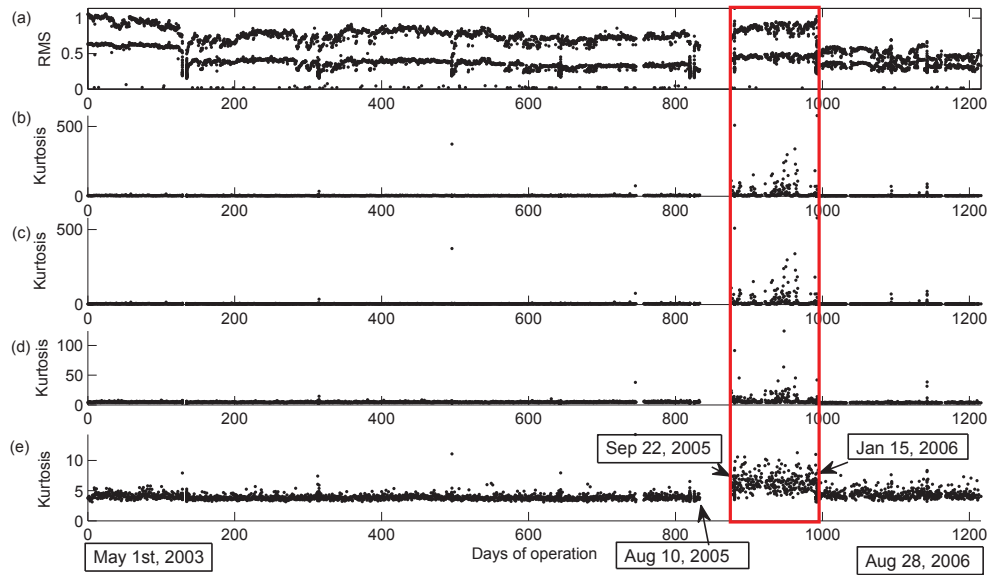 (a)
RMS
1
0.5
0
0 200 400 600 800 1000 1200
(b)
Kurtosis
500
0
0 200 400 600 800 1000 1200
(c)
Kurtosis
500
0
0 200 400 600 800 1000 1200
(d)
Kurtosis
100
50
0
0 200 400 600 800 1000 1200
(e)
Kurtosis
10
5
0
Sep 22, 2005
Jan 15, 2006
0 200 400 600 800 1000 1200
May 1st, 2003
Days of operation
Aug 10, 2005
Aug 28, 2006